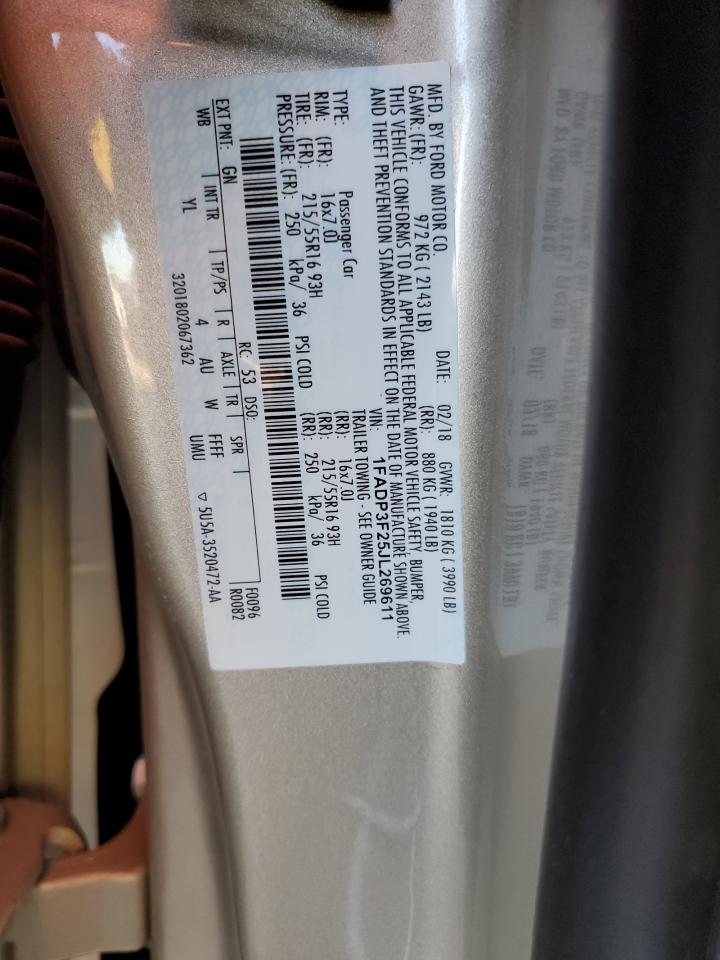 MFD. BY FORD MOTOR CO.
DATE: 02/18 GVWR: 1810 KG ( 3990 LB)
GAWR: (FR): 972 KG ( 2143 LB) (RR): 880 KG ( 1940 LB)
THIS VEHICLE CONFORMS TO ALL APPLICABLE FEDERAL MOTOR VEHICLE SAFETY, BUMPER,
AND THEFT PREVENTION STANDARDS IN EFFECT ON THE DATE OF MANUFACTURE SHOWN ABOVE.
VIN: 1FADP3F25JL269611
TYPE: Passenger Car TRAILER TOWING - SEE OWNER GUIDE
RIM: (FR): 16x7.0J (RR): 16x7.0J
TIRE: (FR): 215/55R16 93H (RR): 215/55R16 93H
PRESSURE: (FR): 250 kPa/ 36 PSI COLD (RR): 250 kPa/ 36 PSI COLD
F0096
RC: 53 DSO: R0082
EXT PNT: GN | INT TR | TP/PS | R | AXLE | TR | SPR |
WB YL 4 AU W FFFF UMU
3201802067362 ▽ 5U5A-3520472-AA